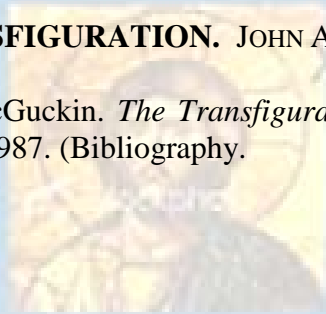 SFIGURATION. JOHN A
cGuckin. The Transfigura
987. (Bibliography.